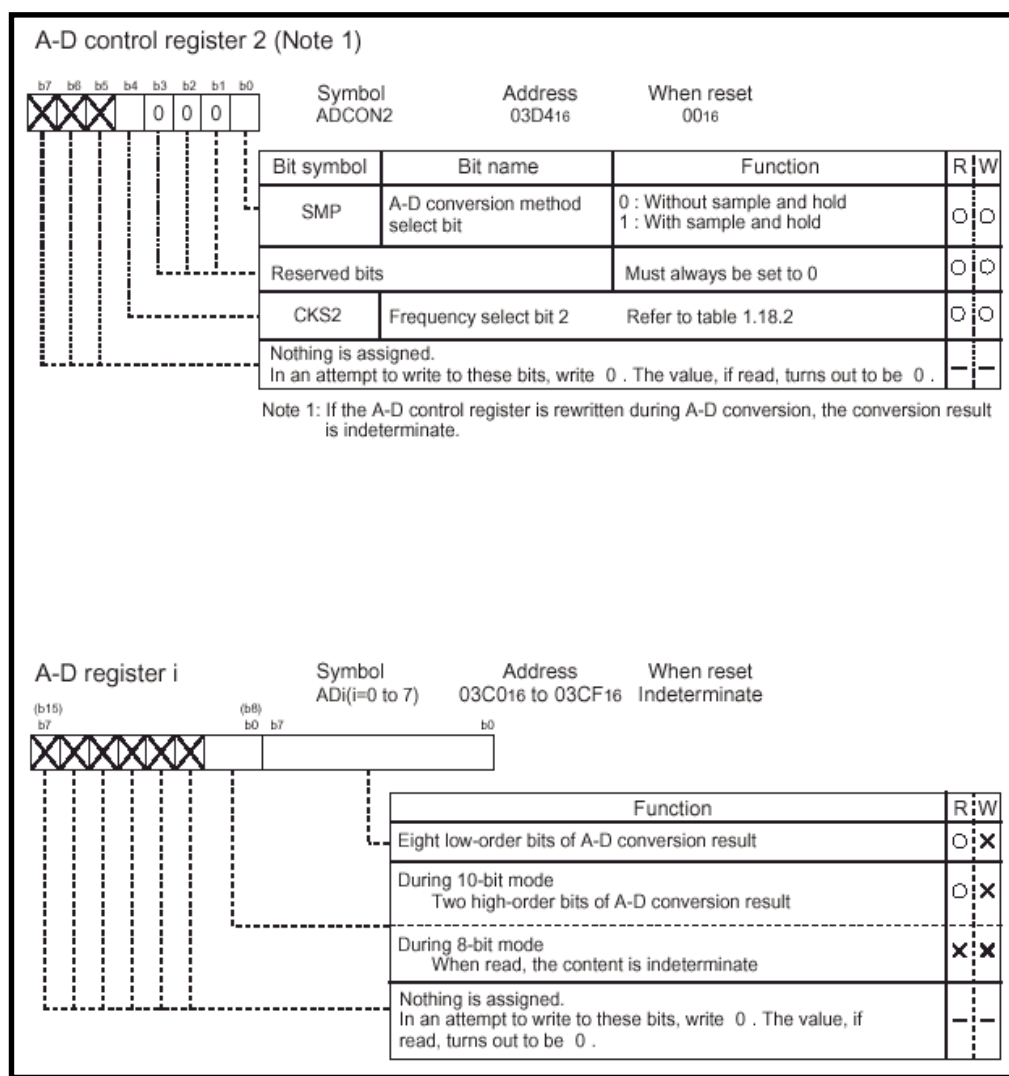 A-D control register 2 (Note 1)
b7 b6 b5 b4 b3 b2 b1 b0
0 0 0
Symbol Address When reset
ADCON2 03D416 0016
Bit symbol Bit name Function R W
SMP A-D conversion method select bit 0 : Without sample and hold
1 : With sample and hold
Reserved bits Must always be set to 0
CKS2 Frequency select bit 2 Refer to table 1.18.2
Nothing is assigned.
In an attempt to write to these bits, write 0 . The value, if read, turns out to be 0 .
Note 1: If the A-D control register is rewritten during A-D conversion, the conversion result
is indeterminate.
A-D register i
Symbol Address When reset
ADi(i=0 to 7) 03C016 to 03CF16 Indeterminate
(b15) (b8)
b7 b0 b7 b0
Function R W
Eight low-order bits of A-D conversion result
During 10-bit mode
Two high-order bits of A-D conversion result
During 8-bit mode
When read, the content is indeterminate
Nothing is assigned.
In an attempt to write to these bits, write 0 . The value, if
read, turns out to be 0 .